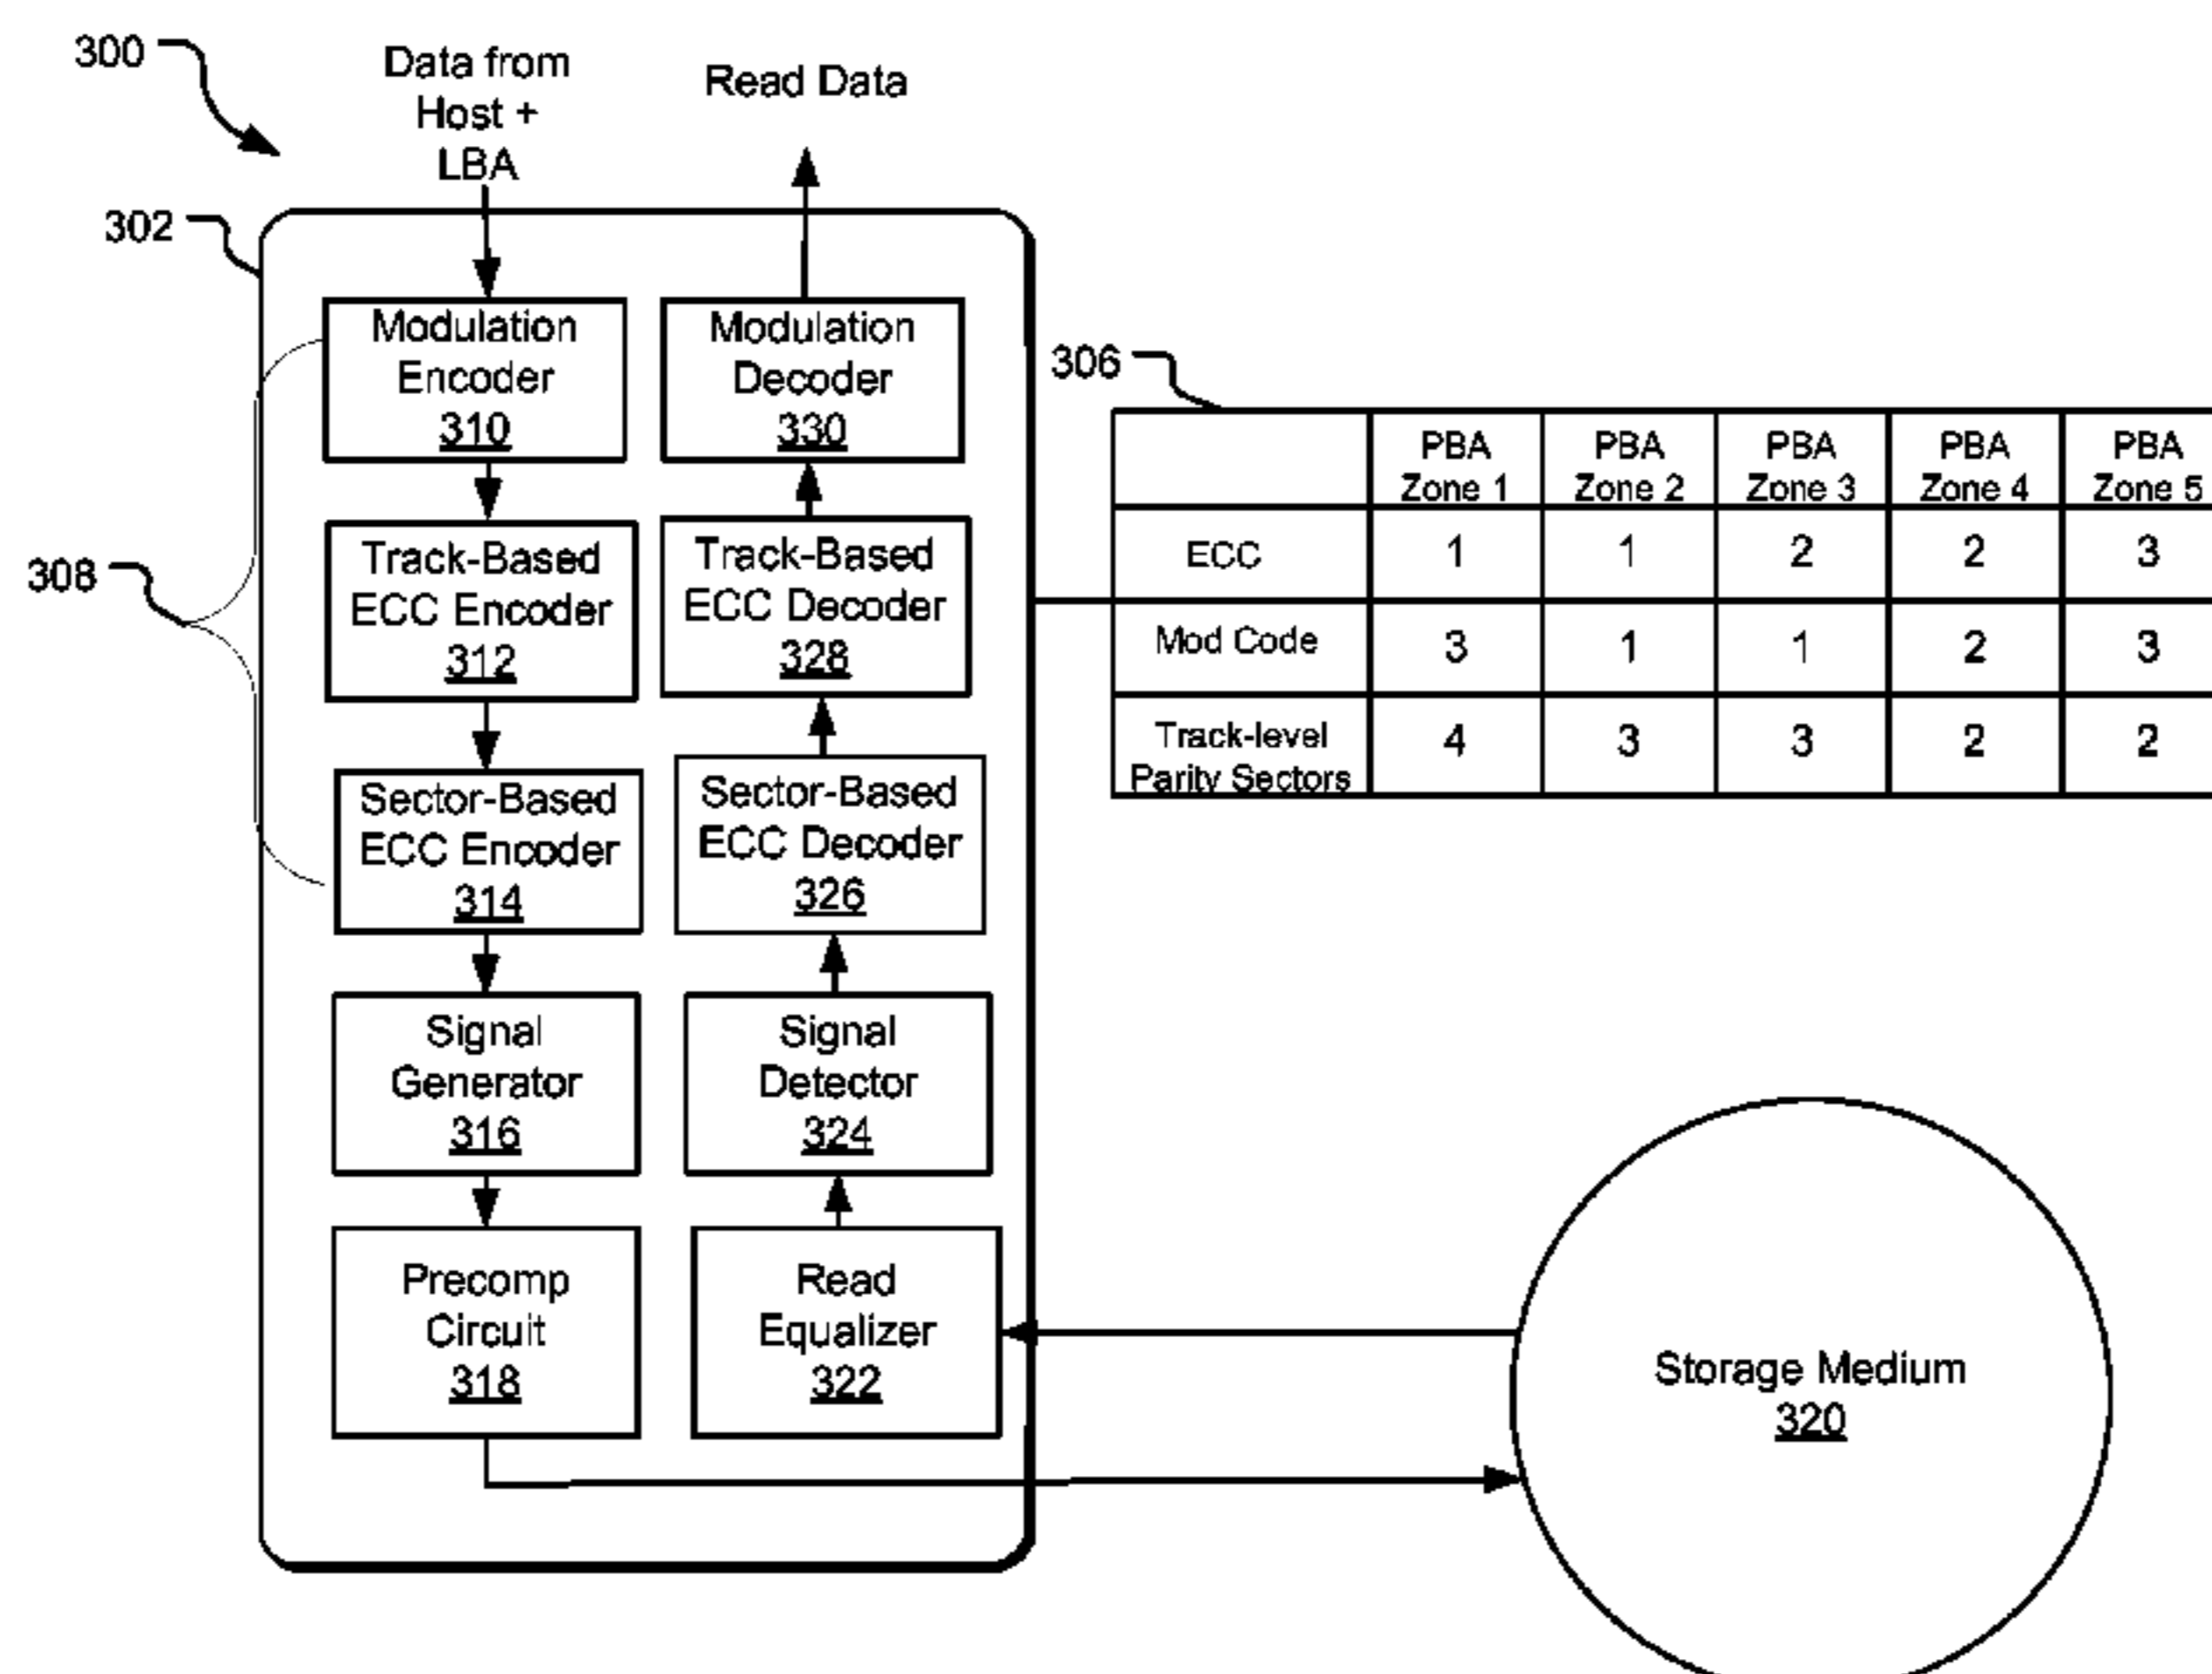 300
Data from
Host +
LBA
Read Data
302
Modulation
Encoder
310
Modulation
Decoder
330
306
PBA
Zone 1
PBA
Zone 2
PBA
Zone 3
PBA
Zone 4
PBA
Zone 5
ECC
1
1
2
2
3
Mod Code
3
1
1
2
3
Track-level
Parity Sectors
4
3
3
2
2
308
Track-Based
ECC Encoder
312
Track-Based
ECC Decoder
328
Sector-Based
ECC Encoder
314
Sector-Based
ECC Decoder
326
Signal
Generator
316
Signal
Detector
324
Precomp
Circuit
318
Read
Equalizer
322
Storage Medium
320